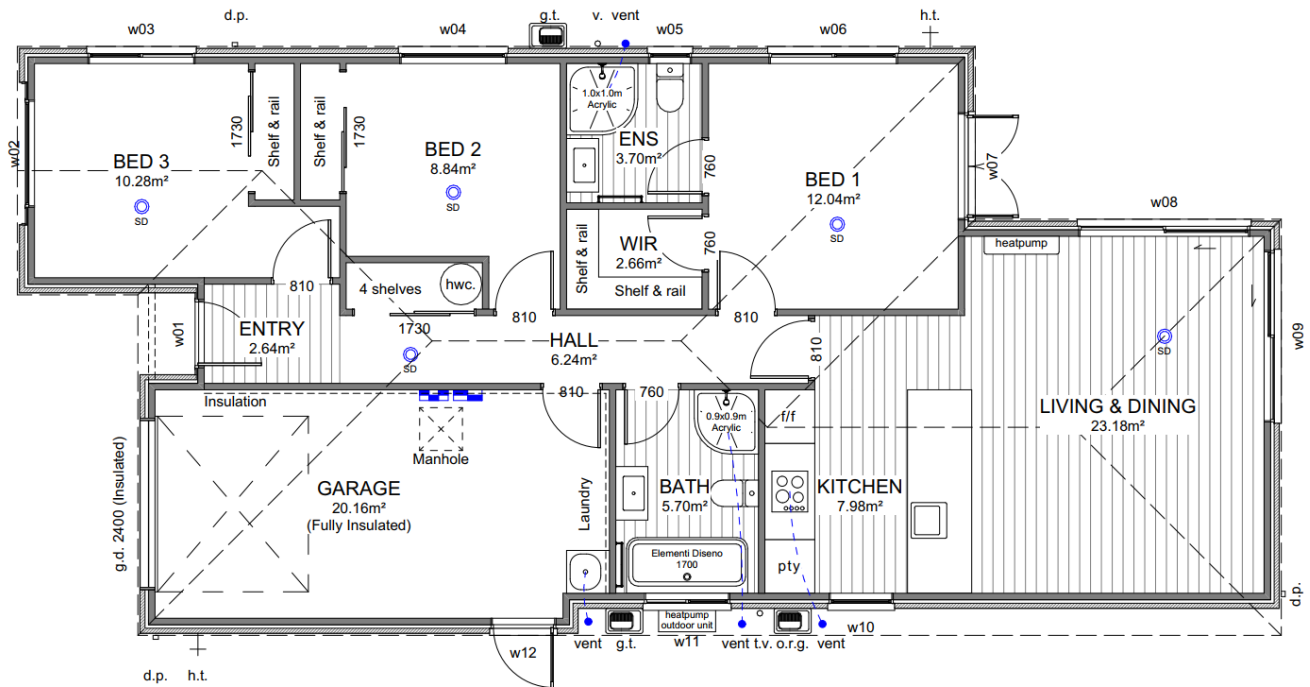 d.p.
g.t.
v. vent
h.t.
w03
w04
w05
w06
w02
BED 3
10.28m²
SD
1730
Shelf & rail
Shelf & rail
1730
BED 2
8.84m²
SD
1.0x1.0m
Acrylic
ENS
3.70m²
760
BED 1
12.04m²
SD
w07
w08
WIR
2.66m²
760
Shelf & rail
Shelf & rail
heatpump
810
4 shelves
hwc.
w01
ENTRY
2.64m²
1730
SD
810
HALL
6.24m²
810
810
SD
w09
Insulation
810
760
0.9x0.9m
Acrylic
f/f
LIVING & DINING
23.18m²
Manhole
g.d. 2400 (Insulated)
GARAGE
20.16m²
(Fully Insulated)
Laundry
BATH
5.70m²
KITCHEN
7.98m²
Elementi Diseno
1700
pty
d.p.
heatpump
outdoor unit
w10
w12
vent
g.t.
w11
vent
t.v.
o.r.g.
vent
d.p.
h.t.